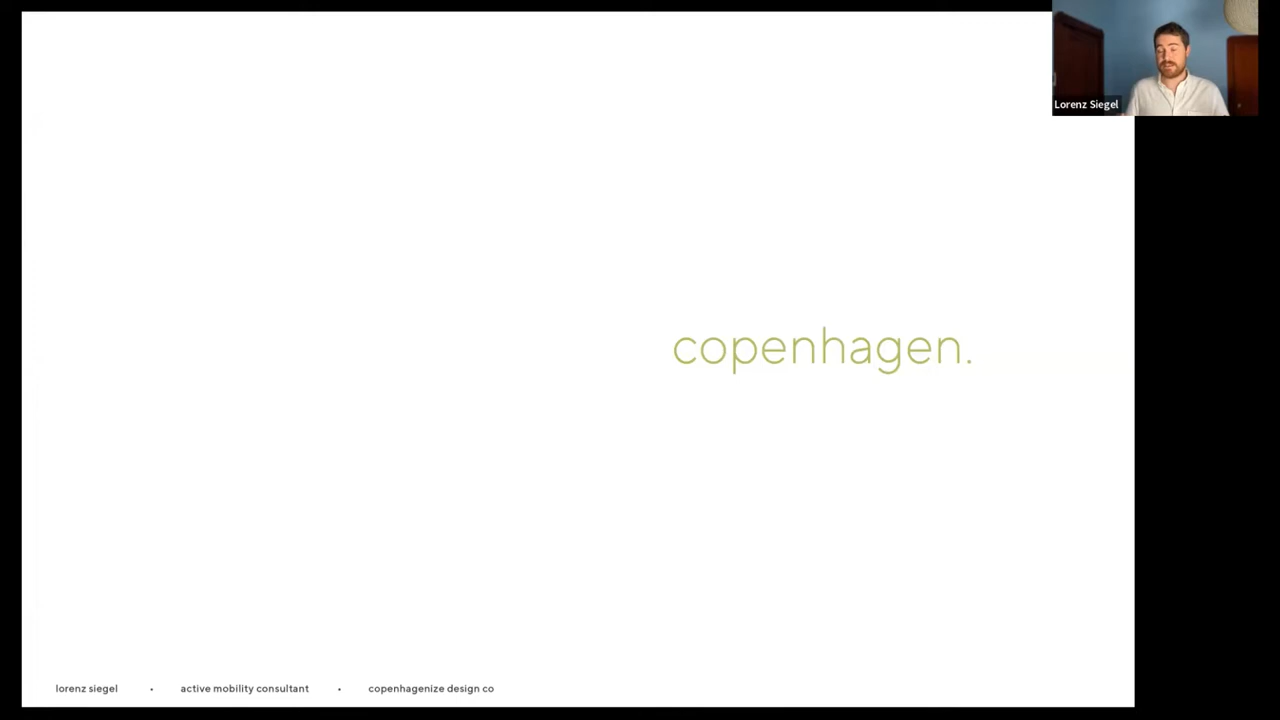 Lorenz Siegel
copenhagen.
lorenz siegel • active mobility consultant • copenhagenize design co